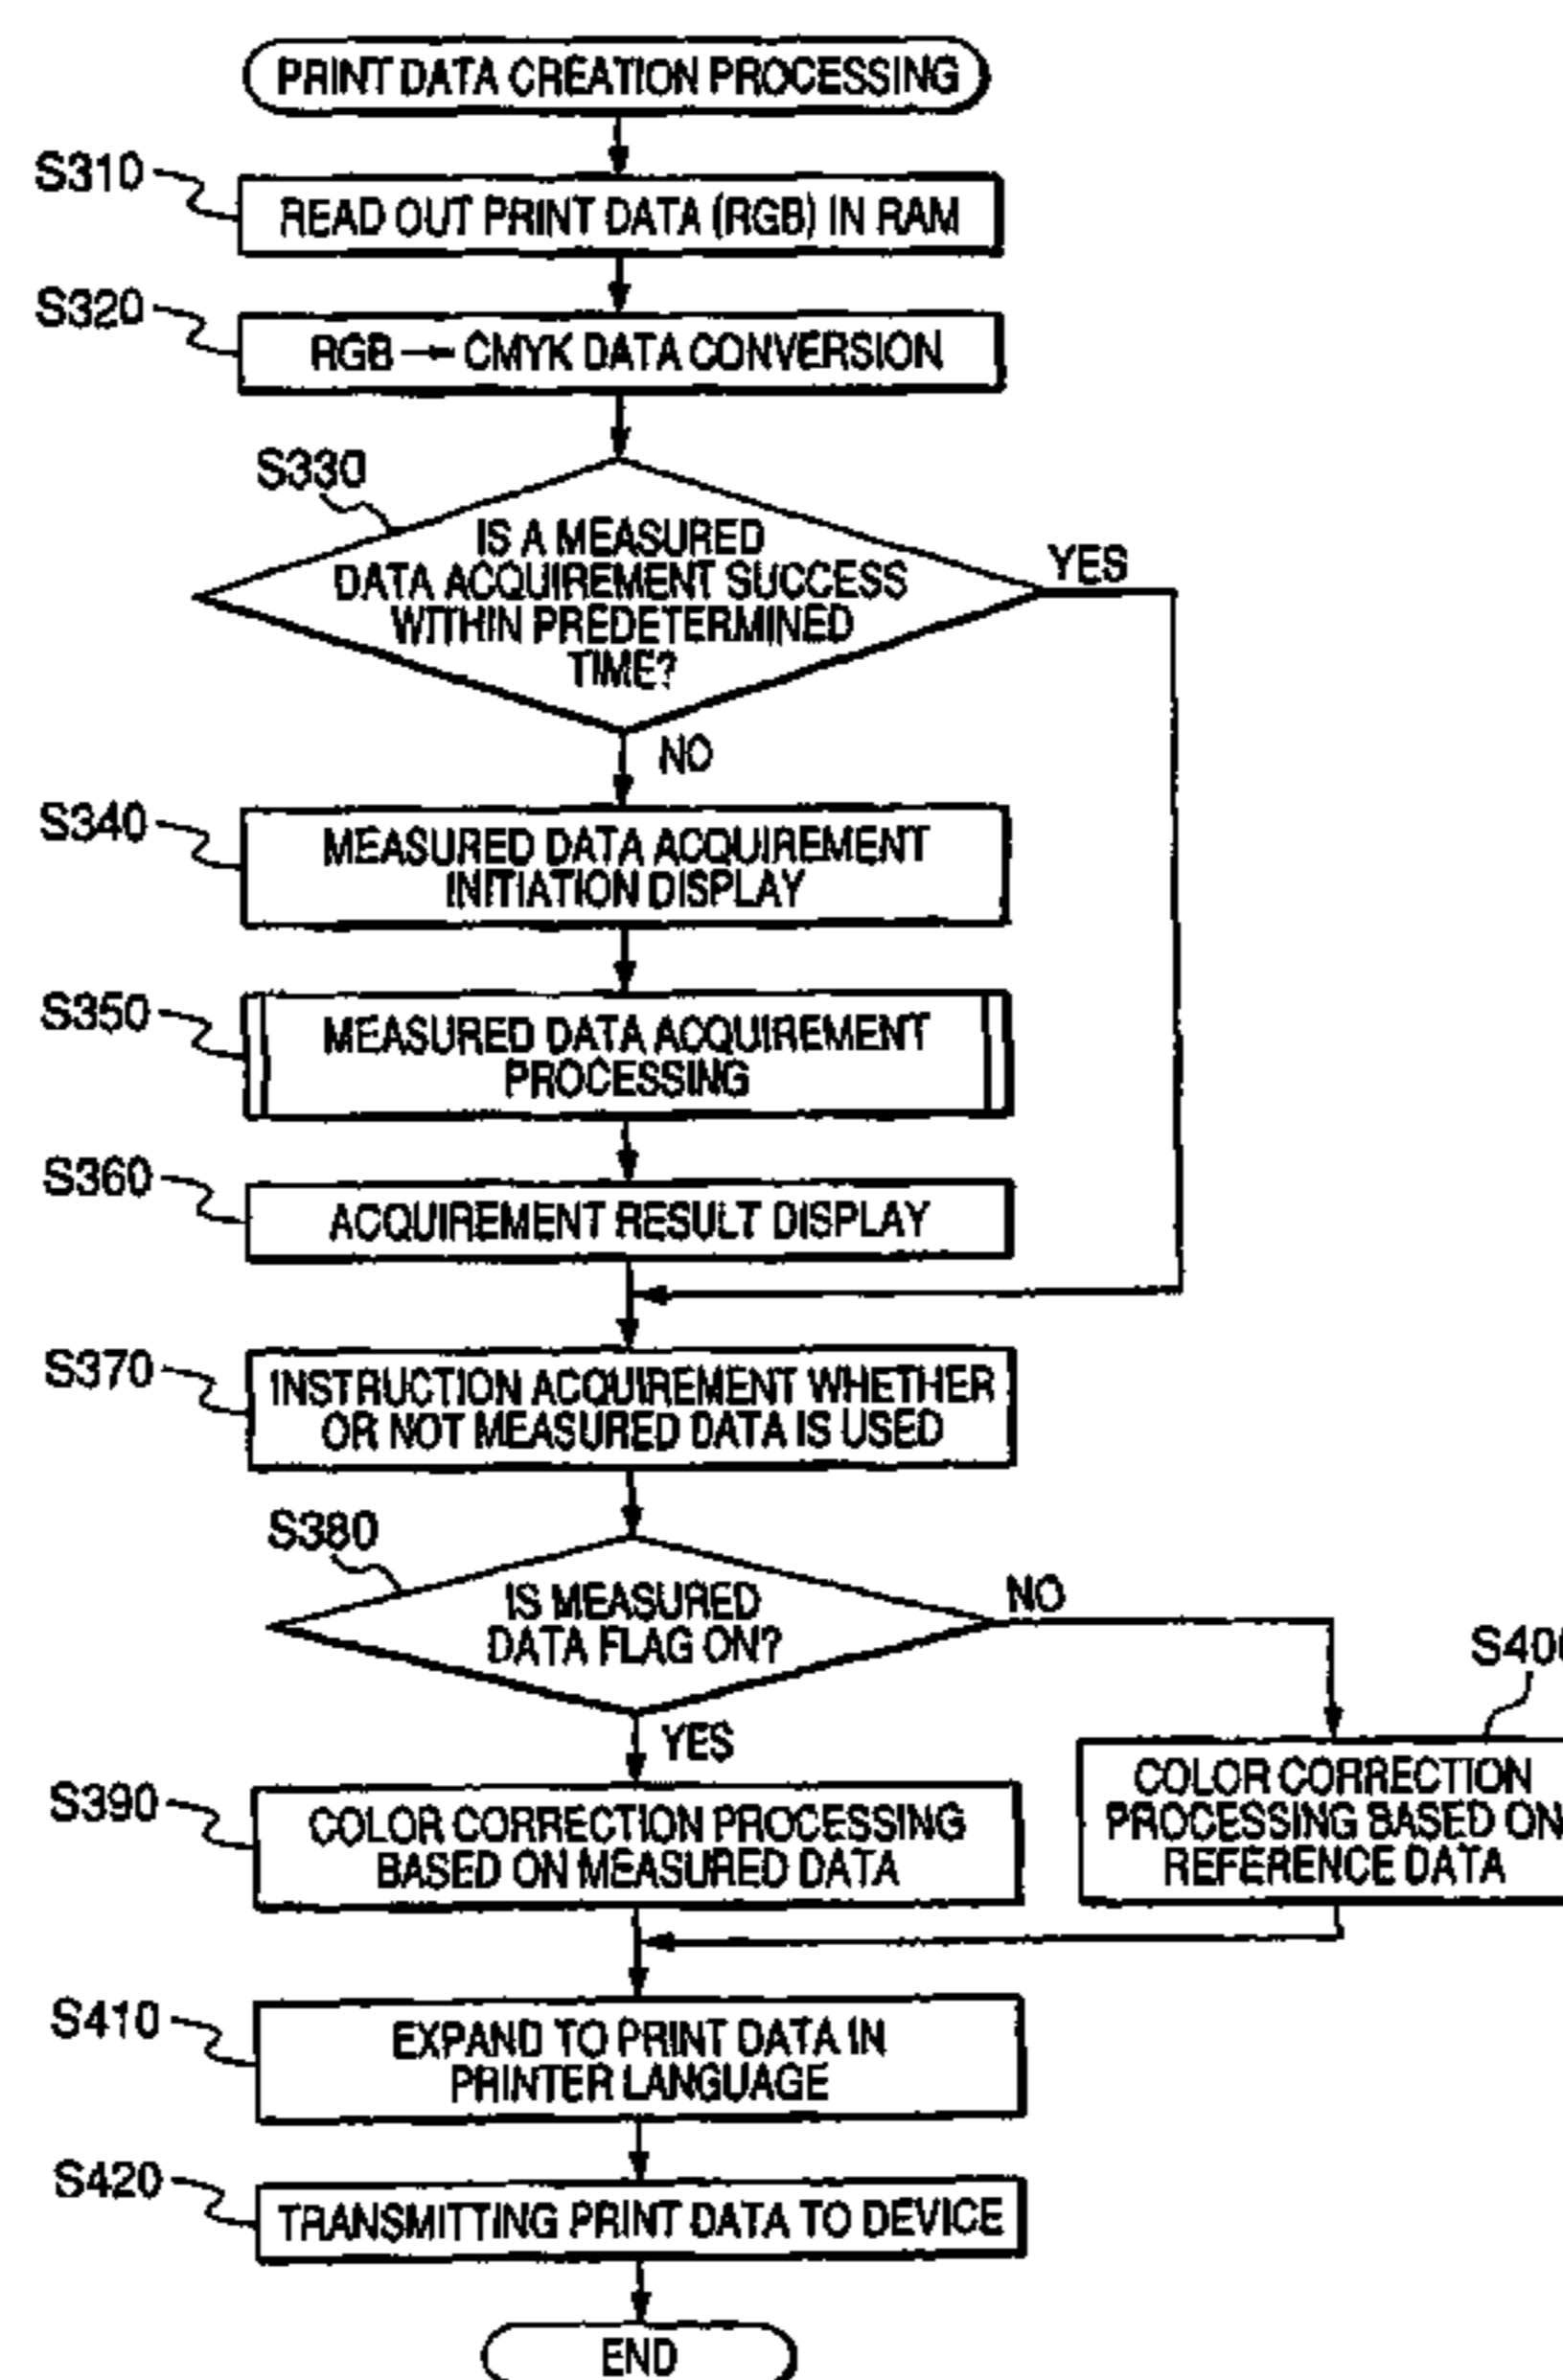 PRINT DATA CREATION PROCESSING
S310
READ OUT PRINT DATA (RGB) IN RAM
S320
RGB → CMYK DATA CONVERSION
S330
IS A MEASURED
DATA ACQUIREMENT SUCCESS
WITHIN PREDETERMINED
TIME?
YES
NO
S340
MEASURED DATA ACQUIREMENT
INITIATION DISPLAY
S350
MEASURED DATA ACQUIREMENT
PROCESSING
S360
ACQUIREMENT RESULT DISPLAY
S370
INSTRUCTION ACQUIREMENT WHETHER
OR NOT MEASURED DATA IS USED
S380
IS MEASURED
DATA FLAG ON?
NO
YES
S400
COLOR CORRECTION
PROCESSING BASED ON
REFERENCE DATA
S390
COLOR CORRECTION PROCESSING
BASED ON MEASURED DATA
S410
EXPAND TO PRINT DATA IN
PRINTER LANGUAGE
S420
TRANSMITTING PRINT DATA TO DEVICE
END